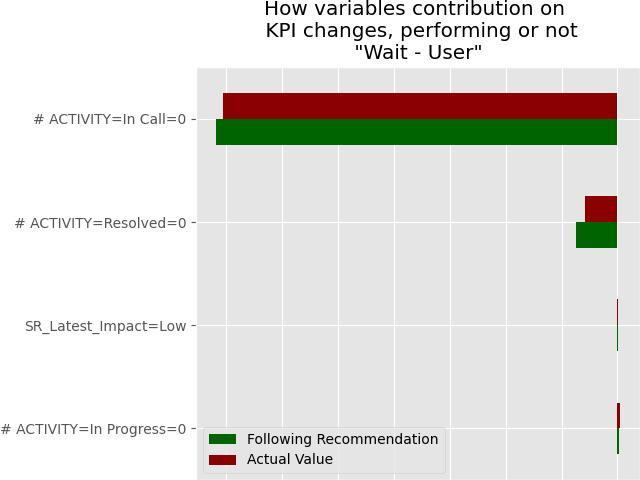 How variables contribution on
KPI changes, performing or not
"Wait - User"
# ACTIVITY=In Call=0
# ACTIVITY=Resolved=0
SR_Latest_Impact=Low
# ACTIVITY=In Progress=0
Following Recommendation
Actual Value